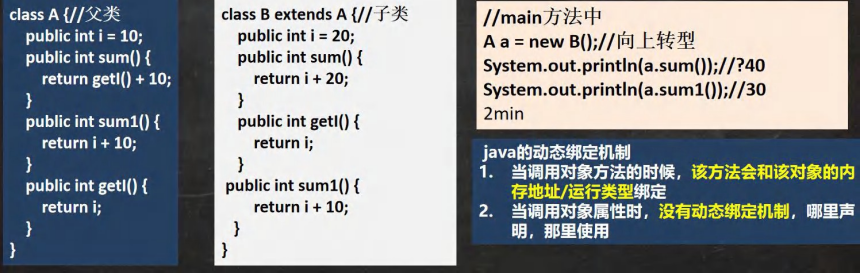 class A {//父类
public int i = 10;
public int sum() {
return getI() + 10;
}
public int sum1() {
return i + 10;
}
public int getI() {
return i;
}
}
class B extends A {//子类
public int i = 20;
public int sum() {
return i + 20;
}
public int getI() {
return i;
}
public int sum1() {
return i + 10;
}
}
//main方法中
A a = new B();//向上转型
System.out.println(a.sum());//?40
System.out.println(a.sum1());//30
2min
java的动态绑定机制
1. 当调用对象方法的时候，该方法会和该对象的内
存地址/运行类型绑定
2. 当调用对象属性时，没有动态绑定机制，哪里声
明，那里使用